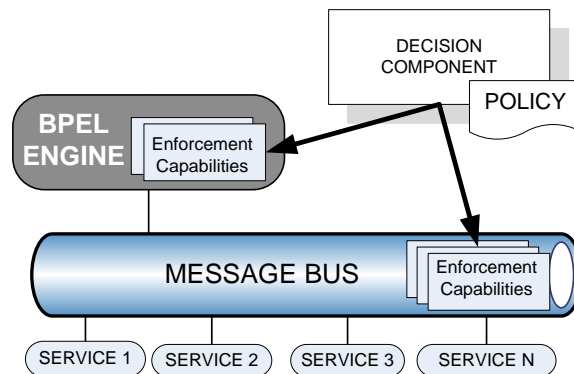 DECISION
COMPONENT
POLICY
BPEL
ENGINE
Enforcement
Capabilities
MESSAGE BUS
Enforcement
Capabilities
SERVICE 1
SERVICE 2
SERVICE 3
SERVICE N